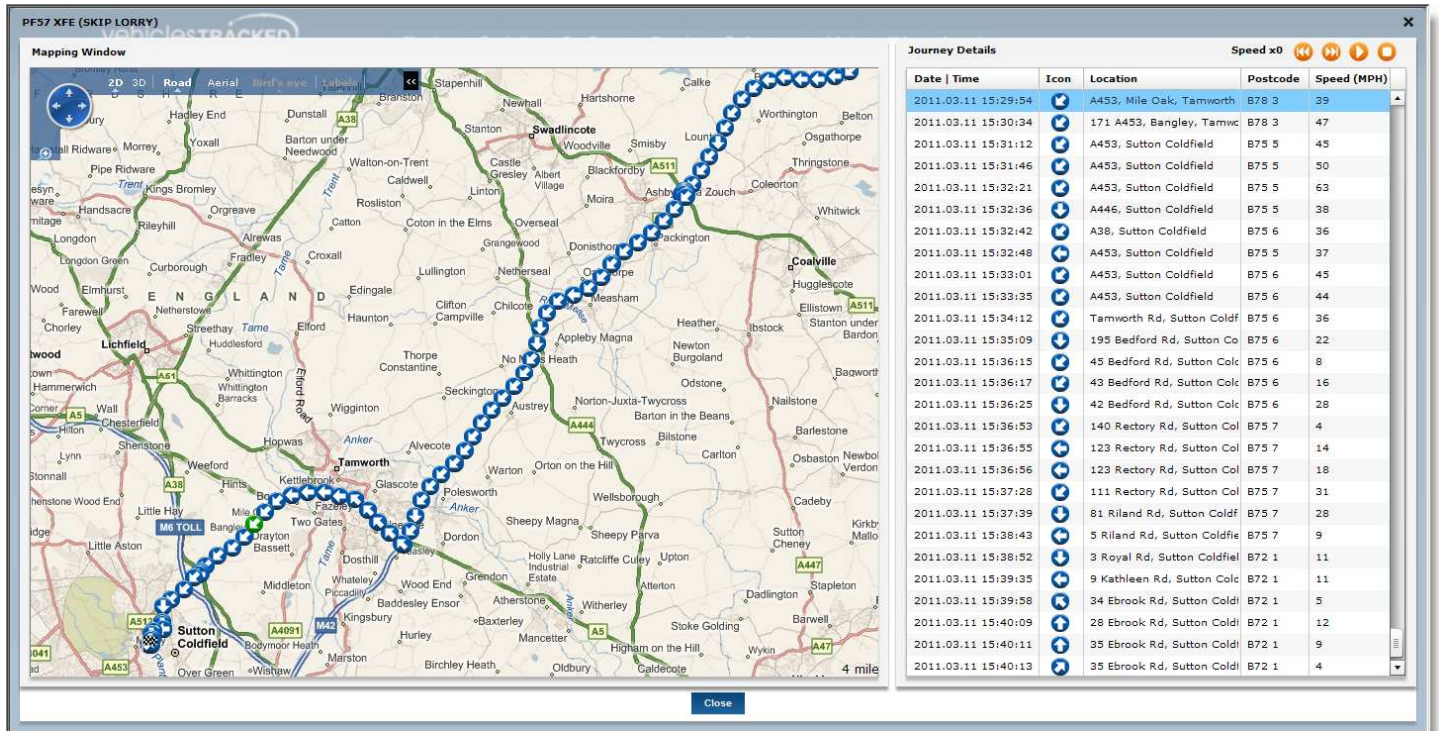 PF57 XFE (SKIP LORRY)
Mapping Window
2D 3D Road Aerial Bird's eye Labels <<
Stapenhill
Calke
Branston
Newhall
Hartshorne
Hadley End
Dunstall
A38
Worthington
Belton
Stanton
Swadlincote
Osgathorpe
Morrey
Yoxall
Barton under
Needwood
Woodville
Smisby
Pipe Ridware
Walton-on-Trent
Castle
Gresley
Albert
Village
Blackfordby
A511
Thringstone
Trent
Kings Bromley
Caldwell
Linton
Coleorton
Rosliston
Moira
Handsacre
Orgreave
Catton
Coton in the Elms
Overseal
Whitwick
Rileyhill
Longdon
Alrewas
Grangewood
Packington
Longdon Green
Curborough
Fradley
Croxall
Lullington
Netherseal
Coalville
Hugglescote
Wood
Elmhurst
ENGLAND
Edingale
Measham
Farewell
Netherstowe
Clifton
Campville
Chilcote
Ellistown
A511
Chorley
Streethay
Tame
Elford
Haunton
Heather
Ibstock
Stanton under
Bardon
Lichfield
Huddlesford
Appleby Magna
Newton
Burgoland
A51
Whittington
Whittington
Barracks
Elford Road
Thorpe
Constantine
Hammerwich
Seckington
Odstone
A5
Wall
Wigginton
Austrey
Norton-Juxta-Twycross
Nailstone
Hilton
Chesterfield
Barton in the Beans
A444
Shenstone
Hopwas
Anker
Alvecote
Twycross
Bilstone
Barlestone
Lynn
Tamworth
Carlton
Osbaston
Weeford
Kettlebrook
Glascote
Warton
Orton on the Hill
A38
Hints
Polesworth
Anker
Wellsborough
Cadeby
Little Hay
M6 TOLL
Two Gates
Sheepy Magna
Little Aston
Drayton
Bassett
Dordon
Sheepy Parva
Sutton
Cheney
Tame
Dosthill
Holly Lane
Industrial
Estate
Ratcliffe Culey
Upton
A447
Middleton
Whateley
Piccadilly
Wood End
Grendon
Atterton
Stapleton
Baddesley Ensor
Atherstone
Anker
Witherley
Dadlington
Kingsbury
Baxterley
Sutton
Coldfield
A4091
M42
A5
Stoke Golding
Barwell
Bodymoor Heath
Hurley
Mancetter
Higham on the Hill
Wykin
A47
A453
Marston
Over Green
Wishaw
Birchley Heath
Oldbury
Caldecote
Journey Details
Speed x0
Date | Time Icon Location Postcode Speed (MPH)
2011.03.11 15:29:54 A453, Mile Oak, Tamworth B78 3 39
2011.03.11 15:30:34 171 A453, Bangley, Tamwc B78 3 47
2011.03.11 15:31:12 A453, Sutton Coldfield B75 5 45
2011.03.11 15:31:46 A453, Sutton Coldfield B75 5 50
2011.03.11 15:32:21 A453, Sutton Coldfield B75 5 63
2011.03.11 15:32:36 A446, Sutton Coldfield B75 5 38
2011.03.11 15:32:42 A38, Sutton Coldfield B75 6 36
2011.03.11 15:32:48 A453, Sutton Coldfield B75 5 37
2011.03.11 15:33:01 A453, Sutton Coldfield B75 6 45
2011.03.11 15:33:35 A453, Sutton Coldfield B75 6 44
2011.03.11 15:34:12 Tamworth Rd, Sutton Coldf B75 6 36
2011.03.11 15:35:09 195 Bedford Rd, Sutton Co B75 6 22
2011.03.11 15:36:15 45 Bedford Rd, Sutton Colc B75 6 8
2011.03.11 15:36:17 43 Bedford Rd, Sutton Colc B75 6 16
2011.03.11 15:36:25 42 Bedford Rd, Sutton Colc B75 6 28
2011.03.11 15:36:53 140 Rectory Rd, Sutton Col B75 7 4
2011.03.11 15:36:55 123 Rectory Rd, Sutton Col B75 7 14
2011.03.11 15:36:56 123 Rectory Rd, Sutton Col B75 7 18
2011.03.11 15:37:28 111 Rectory Rd, Sutton Col B75 7 31
2011.03.11 15:37:39 81 Riland Rd, Sutton Coldf B75 7 28
2011.03.11 15:38:43 5 Riland Rd, Sutton Coldfie B75 7 9
2011.03.11 15:38:52 3 Royal Rd, Sutton Coldfiel B72 1 11
2011.03.11 15:39:35 9 Kathleen Rd, Sutton Colc B72 1 11
2011.03.11 15:39:58 34 Ebrook Rd, Sutton Cold B72 1 5
2011.03.11 15:40:09 28 Ebrook Rd, Sutton Cold B72 1 12
2011.03.11 15:40:11 35 Ebrook Rd, Sutton Cold B72 1 9
2011.03.11 15:40:13 35 Ebrook Rd, Sutton Cold B72 1 4
4 mile
Close